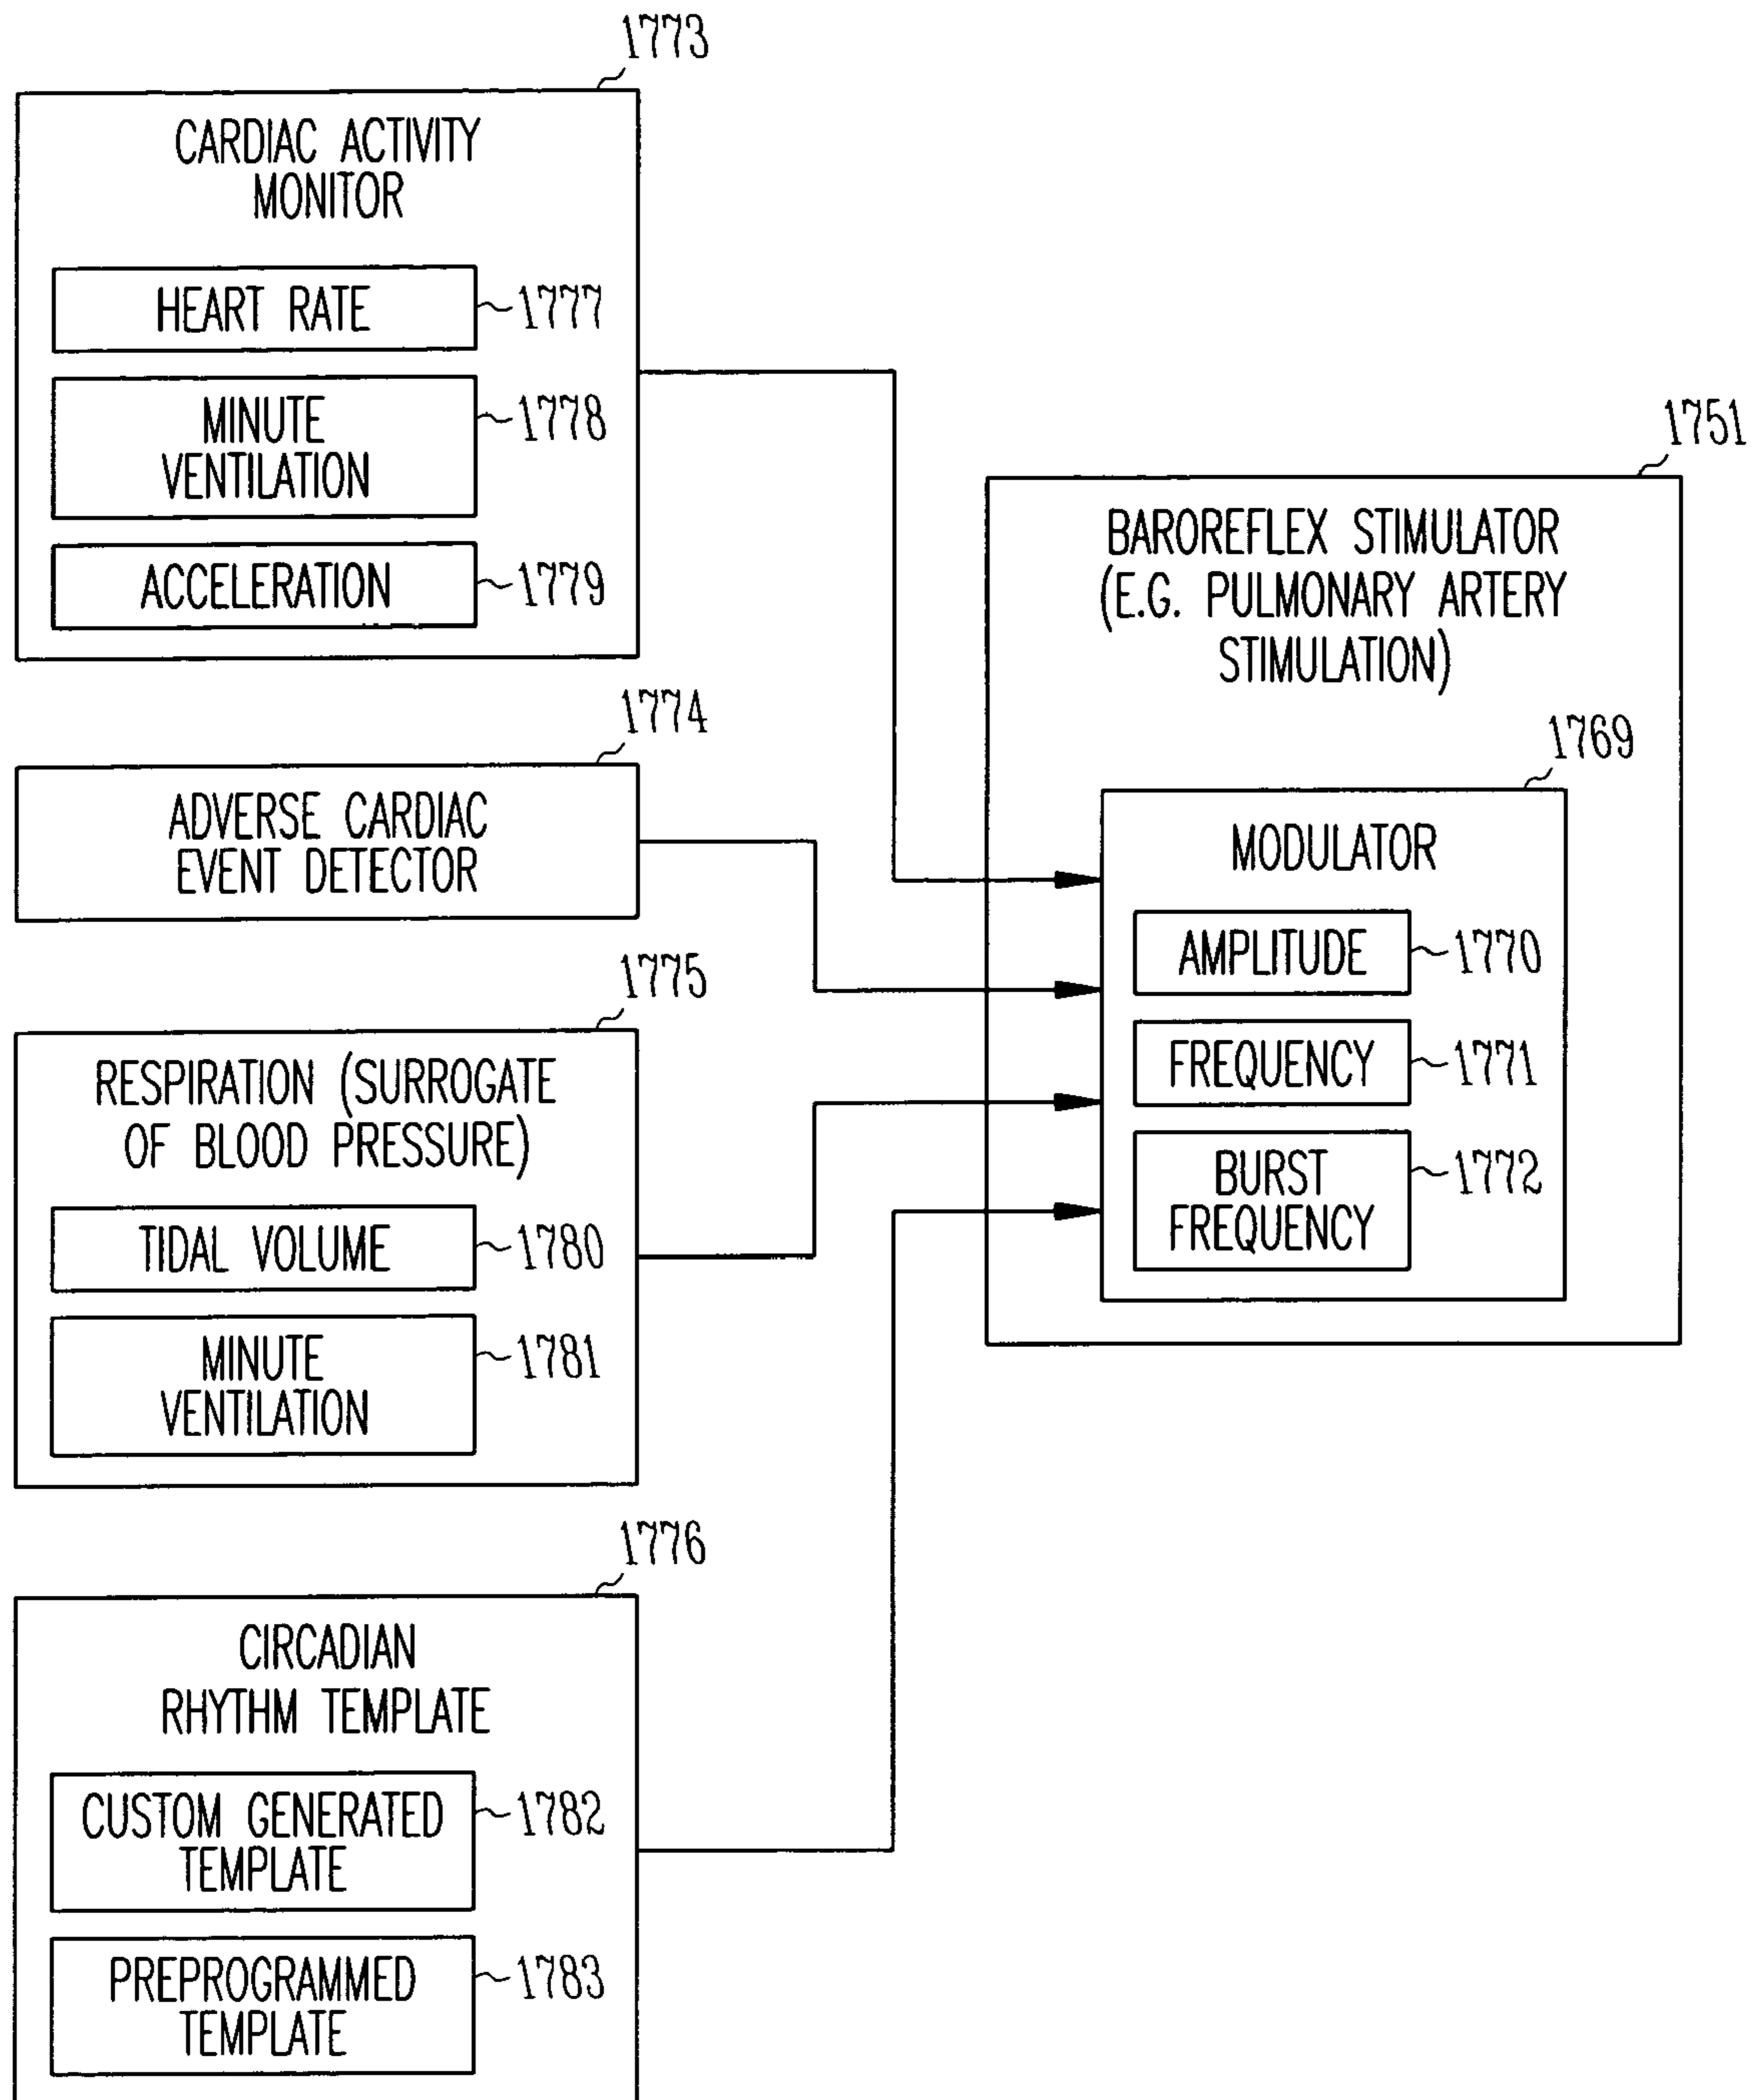 1773
CARDIAC ACTIVITY
MONITOR
HEART RATE
1777
MINUTE
VENTILATION
1778
ACCELERATION
1779
1774
ADVERSE CARDIAC
EVENT DETECTOR
1775
RESPIRATION (SURROGATE
OF BLOOD PRESSURE)
TIDAL VOLUME
1780
MINUTE
VENTILATION
1781
1776
CIRCADIAN
RHYTHM TEMPLATE
CUSTOM GENERATED
TEMPLATE
1782
PREPROGRAMMED
TEMPLATE
1783
1751
BAROREFLEX STIMULATOR
(E.G. PULMONARY ARTERY
STIMULATION)
1769
MODULATOR
AMPLITUDE
1770
FREQUENCY
1771
BURST
FREQUENCY
1772